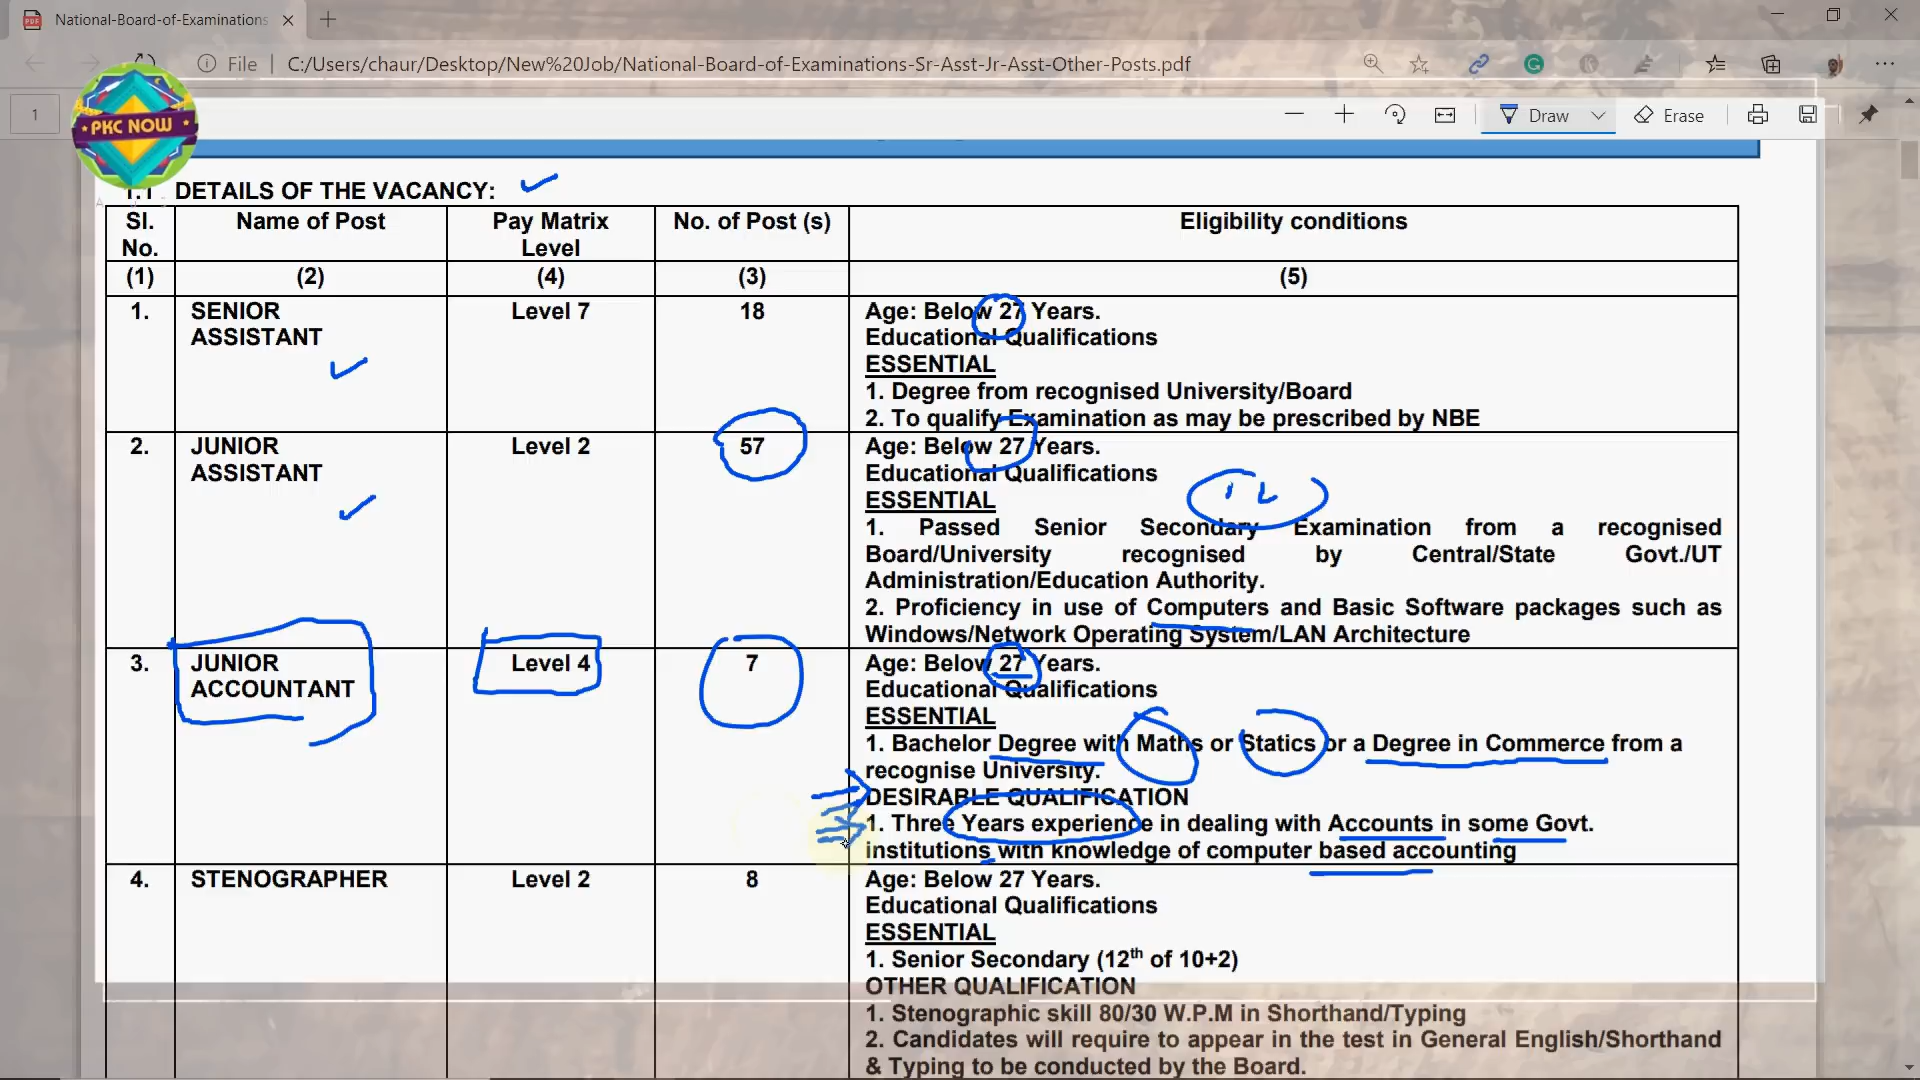 National-Board-of-Examinations
File
C:/Users/chaur/Desktop/New%20Job/National-Board-of-Examinations-Sr-Asst-Jr-Asst-Other-Posts.pdf
1
Draw
Erase
PKC NOW
1.1 DETAILS OF THE VACANCY:
Sl. No.
Name of Post
Pay Matrix Level
No. of Post (s)
Eligibility conditions
(1)
(2)
(4)
(3)
(5)
1.
SENIOR
ASSISTANT
Level 7
18
Age: Below 27 Years.
Educational Qualifications
ESSENTIAL
1. Degree from recognised University/Board
2. To qualify Examination as may be prescribed by NBE
2.
JUNIOR
ASSISTANT
Level 2
57
Age: Below 27 Years.
Educational Qualifications
ESSENTIAL
12
1. Passed Senior Secondary Examination from a recognised
Board/University recognised by Central/State Govt./UT
Administration/Education Authority.
2. Proficiency in use of Computers and Basic Software packages such as
Windows/Network Operating System/LAN Architecture
3.
JUNIOR
ACCOUNTANT
Level 4
7
Age: Below 27 Years.
Educational Qualifications
ESSENTIAL
1. Bachelor Degree with Maths or Statics or a Degree in Commerce from a
recognise University.
DESIRABLE QUALIFICATION
1. Three Years experience in dealing with Accounts in some Govt.
institutions with knowledge of computer based accounting
4.
STENOGRAPHER
Level 2
8
Age: Below 27 Years.
Educational Qualifications
ESSENTIAL
1. Senior Secondary (12th of 10+2)
OTHER QUALIFICATION
1. Stenographic skill 80/30 W.P.M in Shorthand/Typing
2. Candidates will require to appear in the test in General English/Shorthand
& Typing to be conducted by the Board.